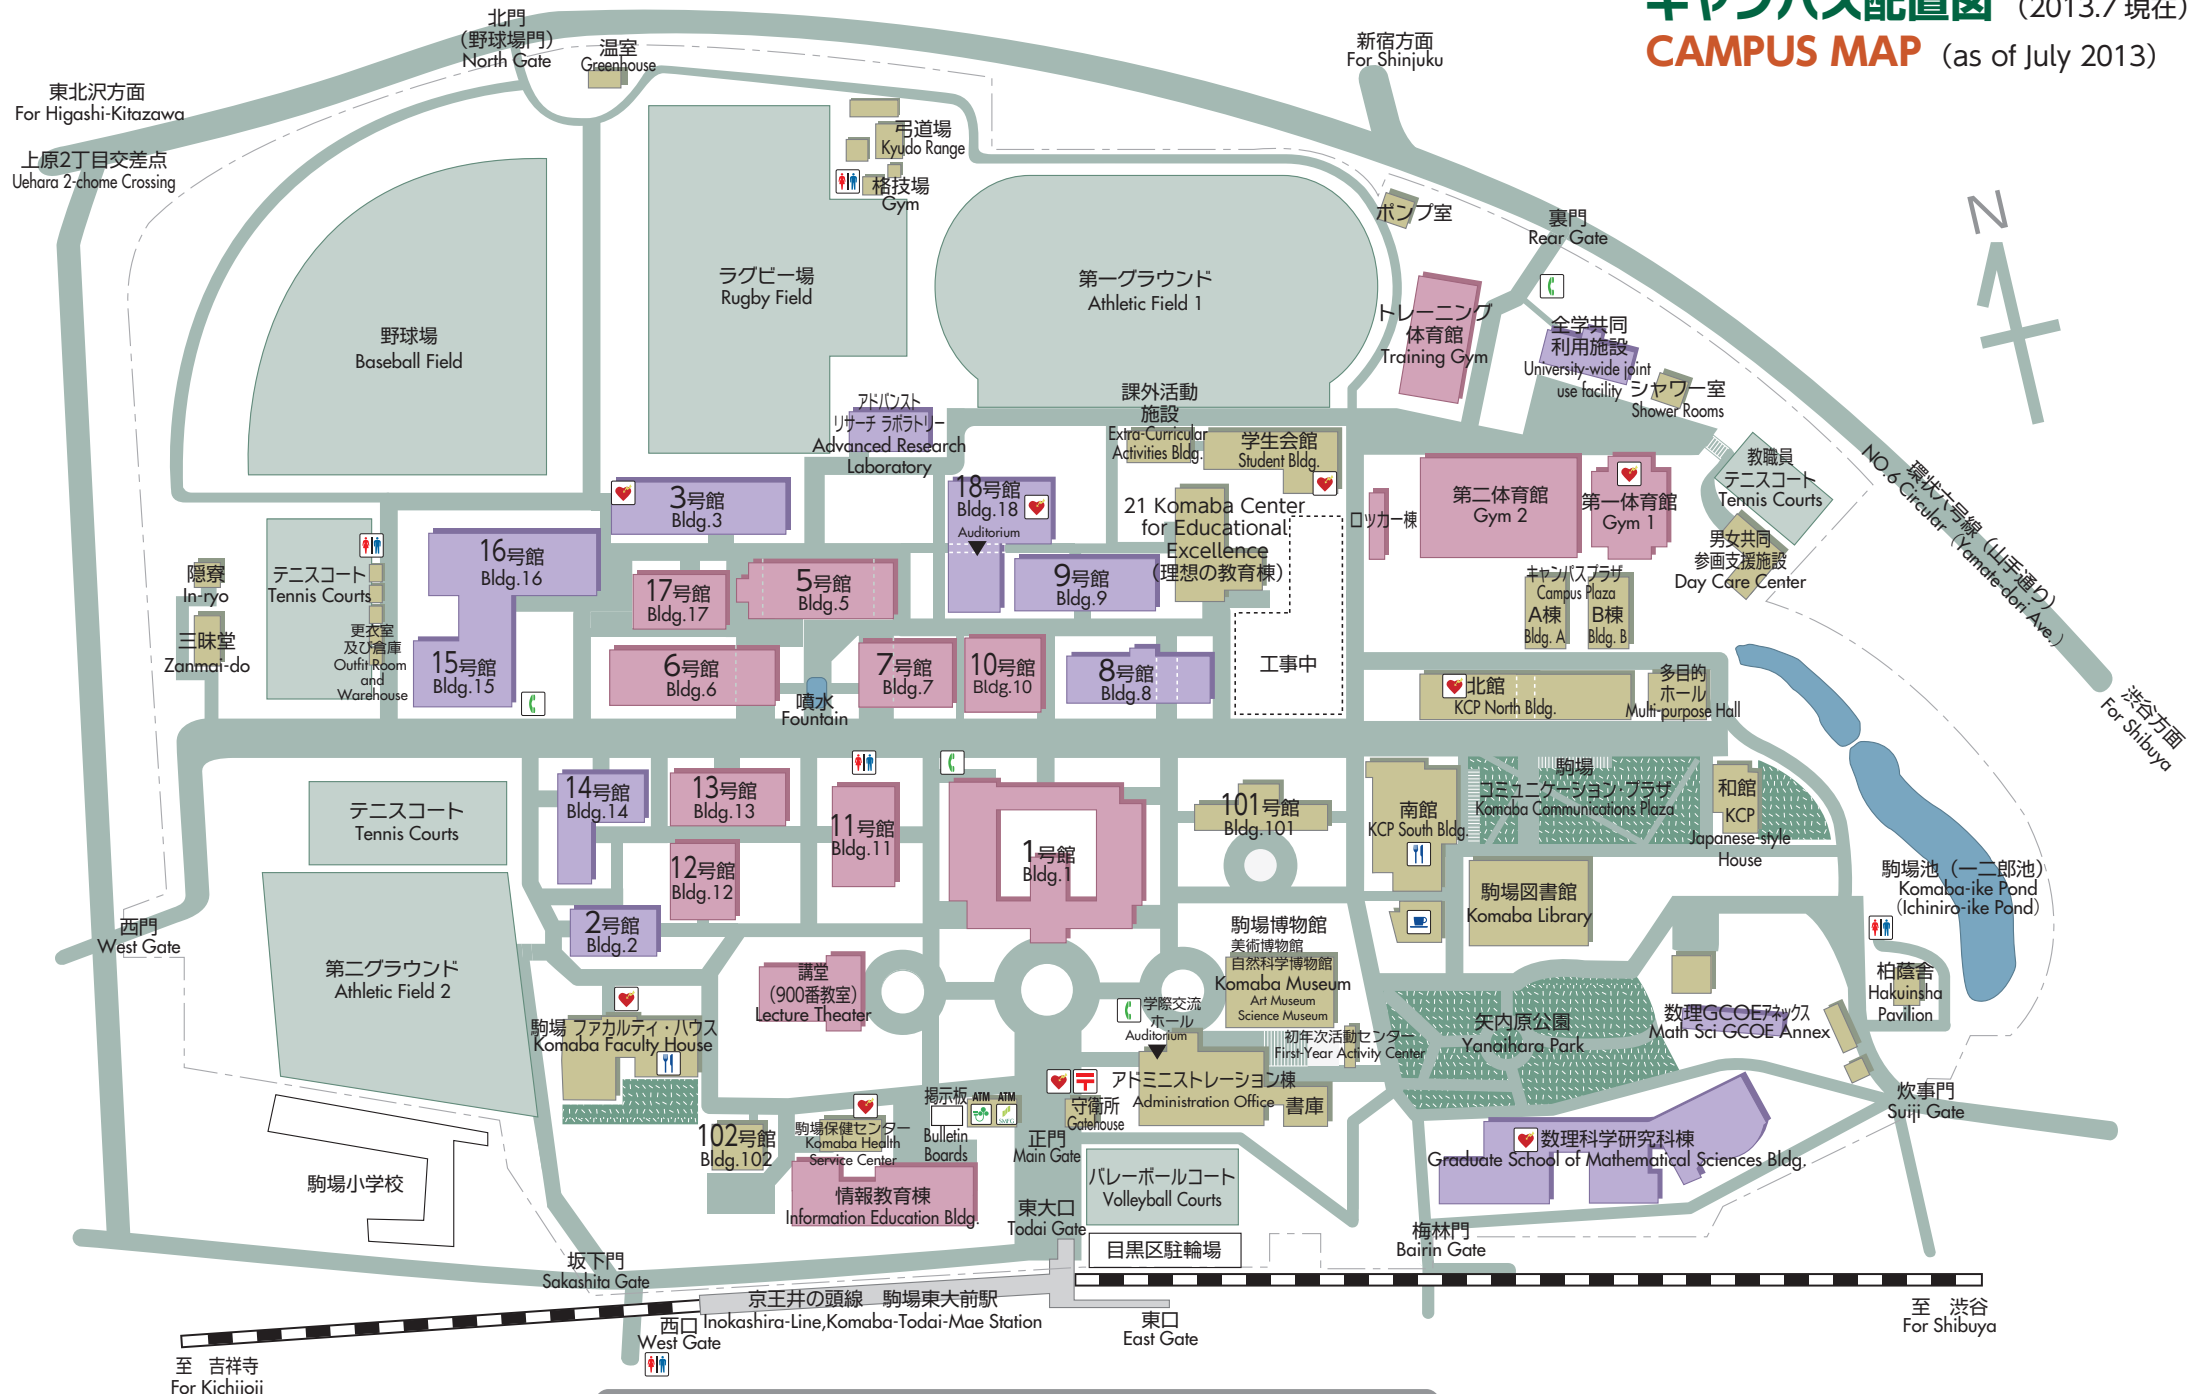 キャンパス配置図（2013.7 現在）
CAMPUS MAP (as of July 2013)
北門
（野球場門）
North Gate
温室
Greenhouse
新宿方面
For Shinjuku
東北沢方面
For Higashi-Kitazawa
上原2丁目交差点
Uehara 2-chome Crossing
弓道場
Kyudo Range
格技場
Gym
ポンプ室
裏門
Rear Gate
N
野球場
Baseball Field
ラグビー場
Rugby Field
第一グラウンド
Athletic Field 1
トレーニング
体育館
Training Gym
全学共同
利用施設
University-wide joint
use facility
シャワー室
Shower Rooms
アドバンスト
リサーチ ラボラトリー
Advanced Research
Laboratory
課外活動
施設
Extra-Curricular
Activities Bldg.
学生会館
Student Bldg.
教職員
テニスコート
Tennis Courts
環状六号線（山手通り）
NO.6 Circular (Yamate-dori Ave.)
3号館
Bldg.3
18号館
Bldg.18
Auditorium
21 Komaba Center
for Educational
Excellence
（理想の教育棟）
ロッカー棟
第二体育館
Gym 2
第一体育館
Gym 1
男女共同
参画支援施設
Day Care Center
隠寮
In-ryo
三昧堂
Zanmai-do
テニスコート
Tennis Courts
更衣室
及び倉庫
Outfit Room
and
Warehouse
16号館
Bldg.16
15号館
Bldg.15
17号館
Bldg.17
5号館
Bldg.5
9号館
Bldg.9
キャンパスプラザ
Campus Plaza
A棟
Bldg. A
B棟
Bldg. B
6号館
Bldg.6
噴水
Fountain
7号館
Bldg.7
10号館
Bldg.10
8号館
Bldg.8
工事中
北館
KCP North Bldg.
多目的
ホール
Multi-purpose Hall
渋谷方面
For Shibuya
テニスコート
Tennis Courts
14号館
Bldg.14
13号館
Bldg.13
12号館
Bldg.12
11号館
Bldg.11
1号館
Bldg.1
101号館
Bldg.101
南館
KCP South Bldg.
駒場
コミュニケーション・プラザ
Komaba Communications Plaza
和館
KCP
Japanese-style
House
駒場池（一二郎池）
Komaba-ike Pond
(Ichiniro-ike Pond)
駒場図書館
Komaba Library
西門
West Gate
2号館
Bldg.2
第二グラウンド
Athletic Field 2
講堂
（900番教室）
Lecture Theater
駒場博物館
美術博物館
自然科学博物館
Komaba Museum
Art Museum
Science Museum
柏蔭舎
Hakuinsha
Pavilion
駒場 ファカルティ・ハウス
Komaba Faculty House
学際交流
ホール
Auditorium
初年次活動センター
First-Year Activity Center
矢内原公園
Yanaihara Park
数理GCOEアネックス
Math Sci GCOE Annex
アドミニストレーション棟
Administration Office
書庫
守衛所
Gatehouse
掲示板
Bulletin
Boards
ATM
ATM
SMFG
炊事門
Suiji Gate
102号館
Bldg.102
駒場保健センター
Komaba Health
Service Center
正門
Main Gate
情報教育棟
Information Education Bldg.
バレーボールコート
Volleyball Courts
数理科学研究科棟
Graduate School of Mathematical Sciences Bldg.
駒場小学校
東大口
Todai Gate
目黒区駐輪場
梅林門
Bairin Gate
坂下門
Sakashita Gate
京王井の頭線 駒場東大前駅
Inokashira-Line,Komaba-Todai-Mae Station
西口
West Gate
東口
East Gate
至 渋谷
For Shibuya
至 吉祥寺
For Kichijoji